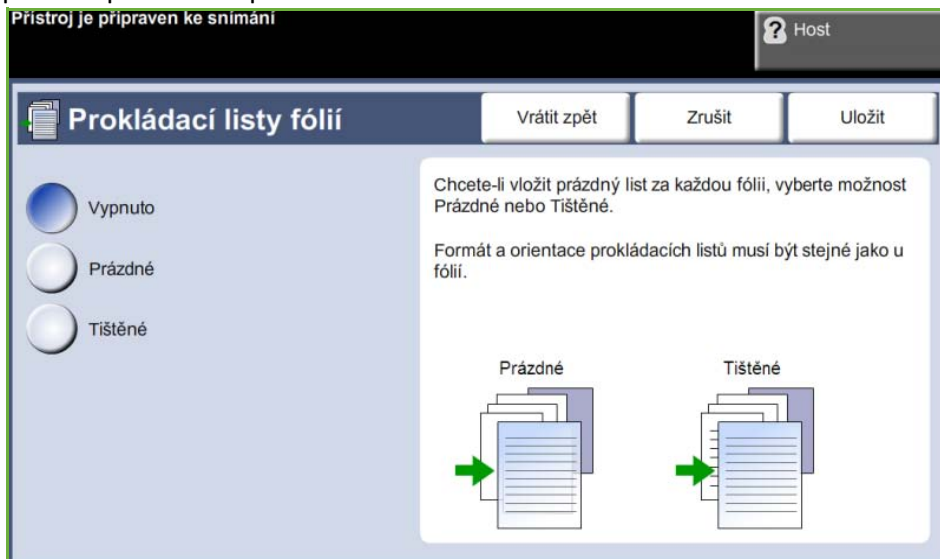 Přístroj je připraven ke snímání
Host
Prokládací listy fólií
Vrátit zpět
Zrušit
Uložit
Vypnuto
Prázdné
Tištěné
Chcete-li vložit prázdný list za každou fólii, vyberte možnost
Prázdné nebo Tištěné.
Formát a orientace prokládacích listů musí být stejné jako u
fólií.
Prázdné
Tištěné